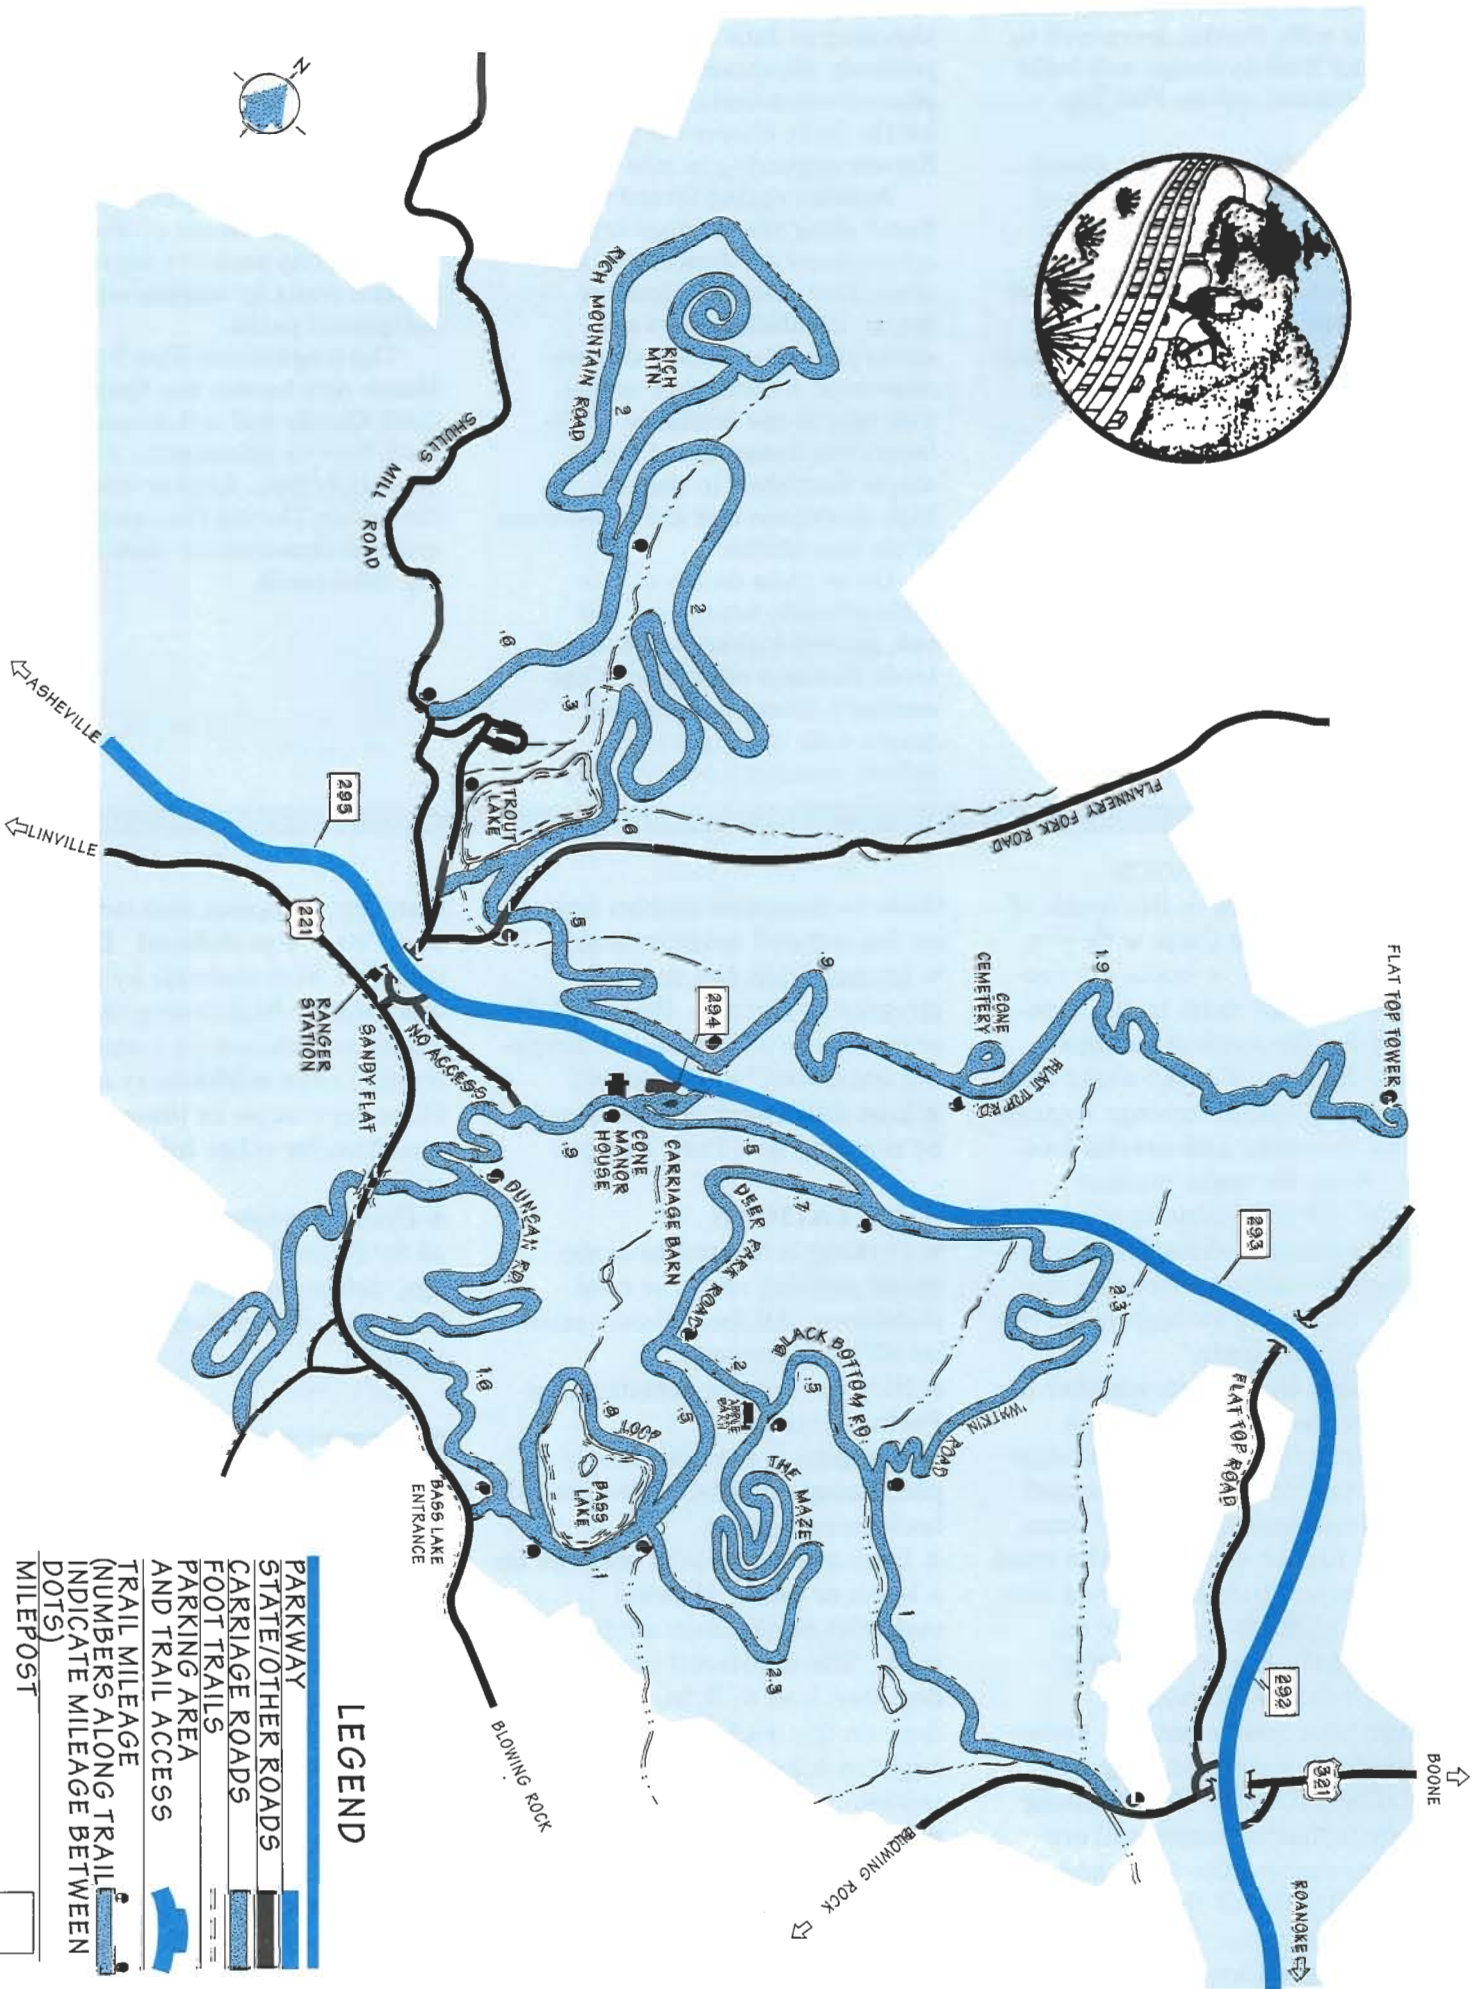 N
FLAT TOP TOWER
1.9
CONE
CEMETERY
FLAT TOP RD.
.9
FLANNERY FORK ROAD
RICH MOUNTAIN ROAD
RICH
MTN.
2
2
SHULLS
MILL
ROAD
.6
.3
TROUT
LAKE
.6
.5
ASHEVILLE
LINVILLE
295
221
294
293
292
321
BOONE
ROANOKE
RANGER
STATION
SANDY FLAT
NO ACCESS
CONE
MANOR
HOUSE
CARRIAGE BARN
.9
DUNCAN RD.
.5
.7
DEER PARK ROAD
2.3
WATKIN
ROAD
BLACK BOTTOM RD.
.5
.2
APPLE
BARN
THE MAZE
.5
.8
LOOP
BASS
LAKE
1.6
BASS LAKE
ENTRANCE
.1
2.3
1
FLAT TOP ROAD
BLOWING ROCK
BLOWING ROCK
LEGEND
PARKWAY
STATE/OTHER ROADS
CARRIAGE ROADS
FOOT TRAILS
PARKING AREA
AND TRAIL ACCESS
TRAIL MILEAGE
(NUMBERS ALONG TRAIL
INDICATE MILEAGE BETWEEN
DOTS)
MILEPOST